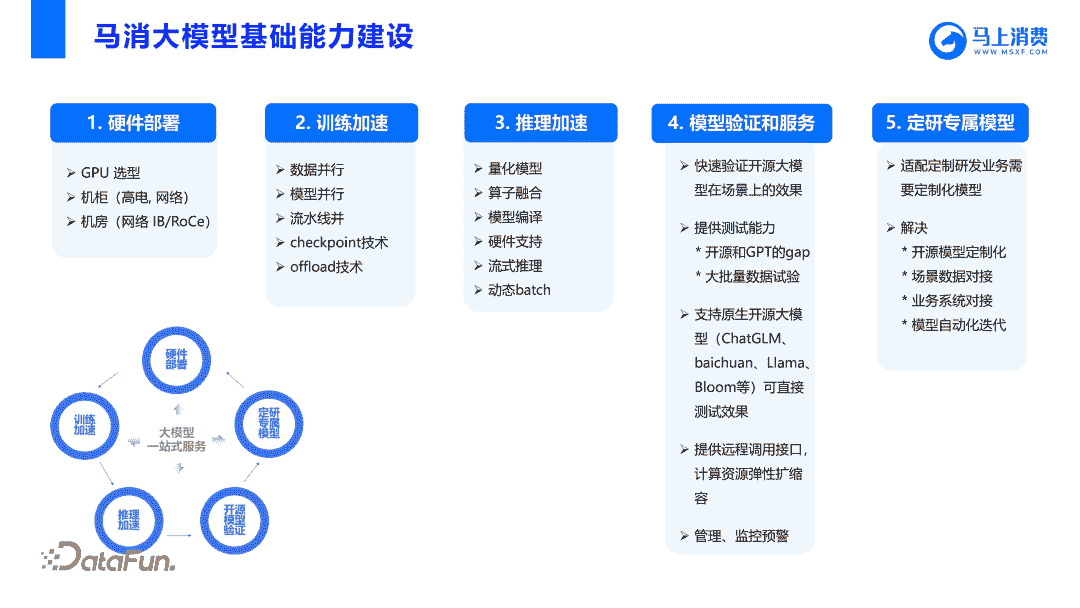 马消大模型基础能力建设
马上消费
WWW.MSXF.COM
1. 硬件部署
➢ GPU 选型
➢ 机柜（高电, 网络）
➢ 机房（网络 IB/RoCe）
2. 训练加速
➢ 数据并行
➢ 模型并行
➢ 流水线并
➢ checkpoint技术
➢ offload技术
3. 推理加速
➢ 量化模型
➢ 算子融合
➢ 模型编译
➢ 硬件支持
➢ 流式推理
➢ 动态batch
4. 模型验证和服务
➢ 快速验证开源大模
型在场景上的效果
➢ 提供测试能力
* 开源和GPT的gap
* 大批量数据试验
➢ 支持原生开源大模
型（ChatGLM、
baichuan、Llama、
Bloom等）可直接
测试效果
➢ 提供远程调用接口，
计算资源弹性扩缩
容
➢ 管理、监控预警
5. 定研专属模型
➢ 适配定制研发业务需
要定制化模型
➢ 解决
* 开源模型定制化
* 场景数据对接
* 业务系统对接
* 模型自动化迭代
硬件
部署
训练
加速
大模型
一站式服务
定研
专属
模型
推理
加速
开源
模型
验证
DataFun.